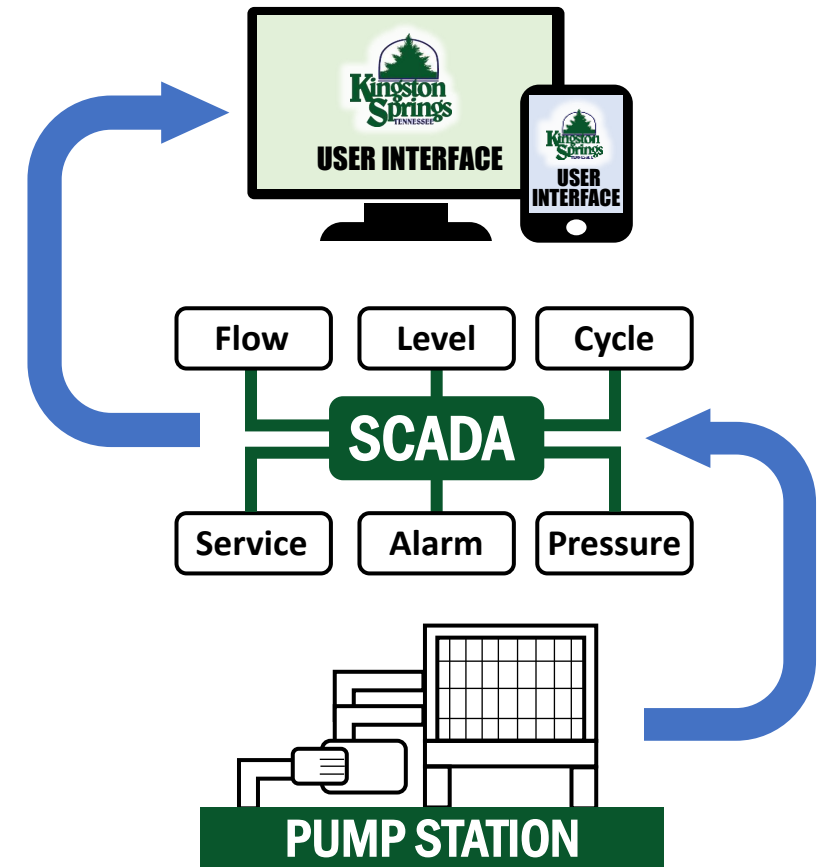 Kingston
Springs
TENNESSEE
USER INTERFACE
Kingston
Springs
USER
INTERFACE
Flow
Level
Cycle
SCADA
Service
Alarm
Pressure
PUMP STATION